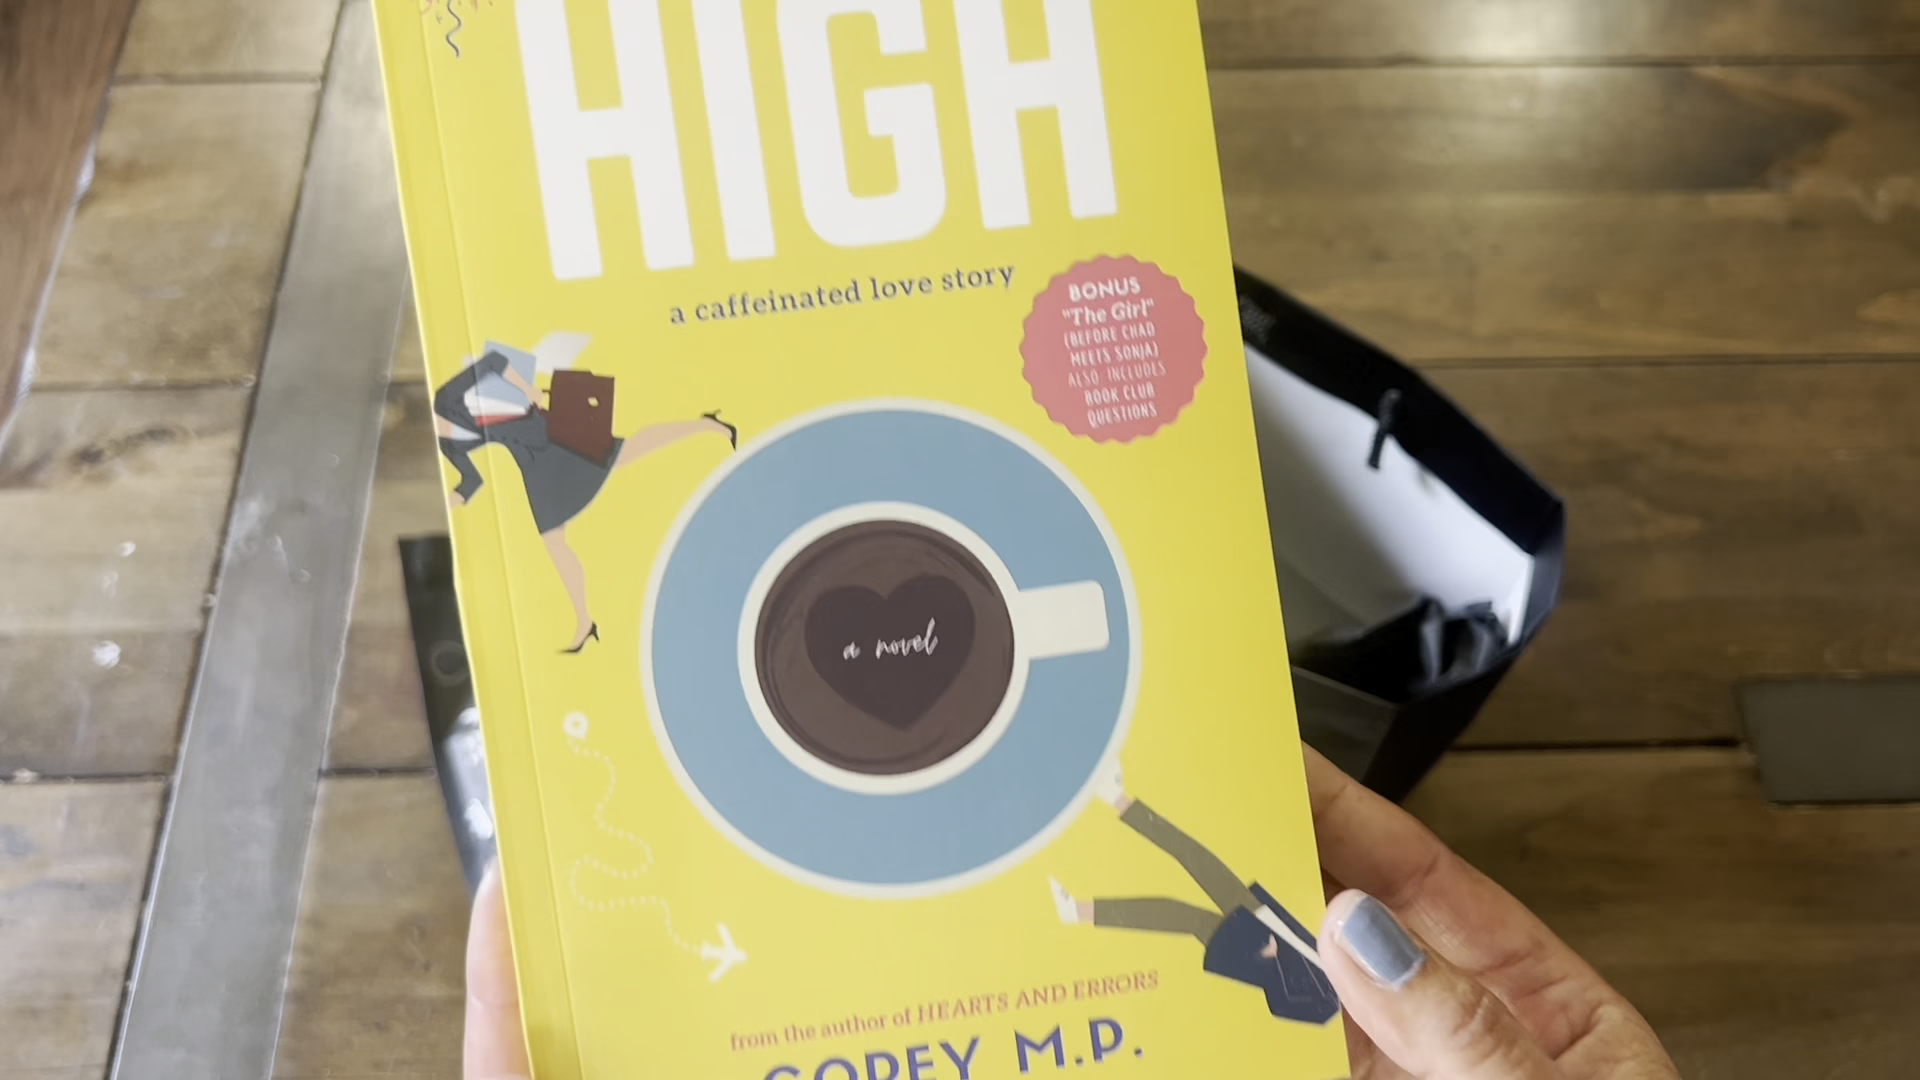 HIGH
a caffeinated love story
BONUS
"The Girl"
(BEFORE CHAD
MEETS SONJA)
ALSO INCLUDES
BOOK CLUB
QUESTIONS
a novel
from the author of HEARTS AND ERRORS
COREY M.P.